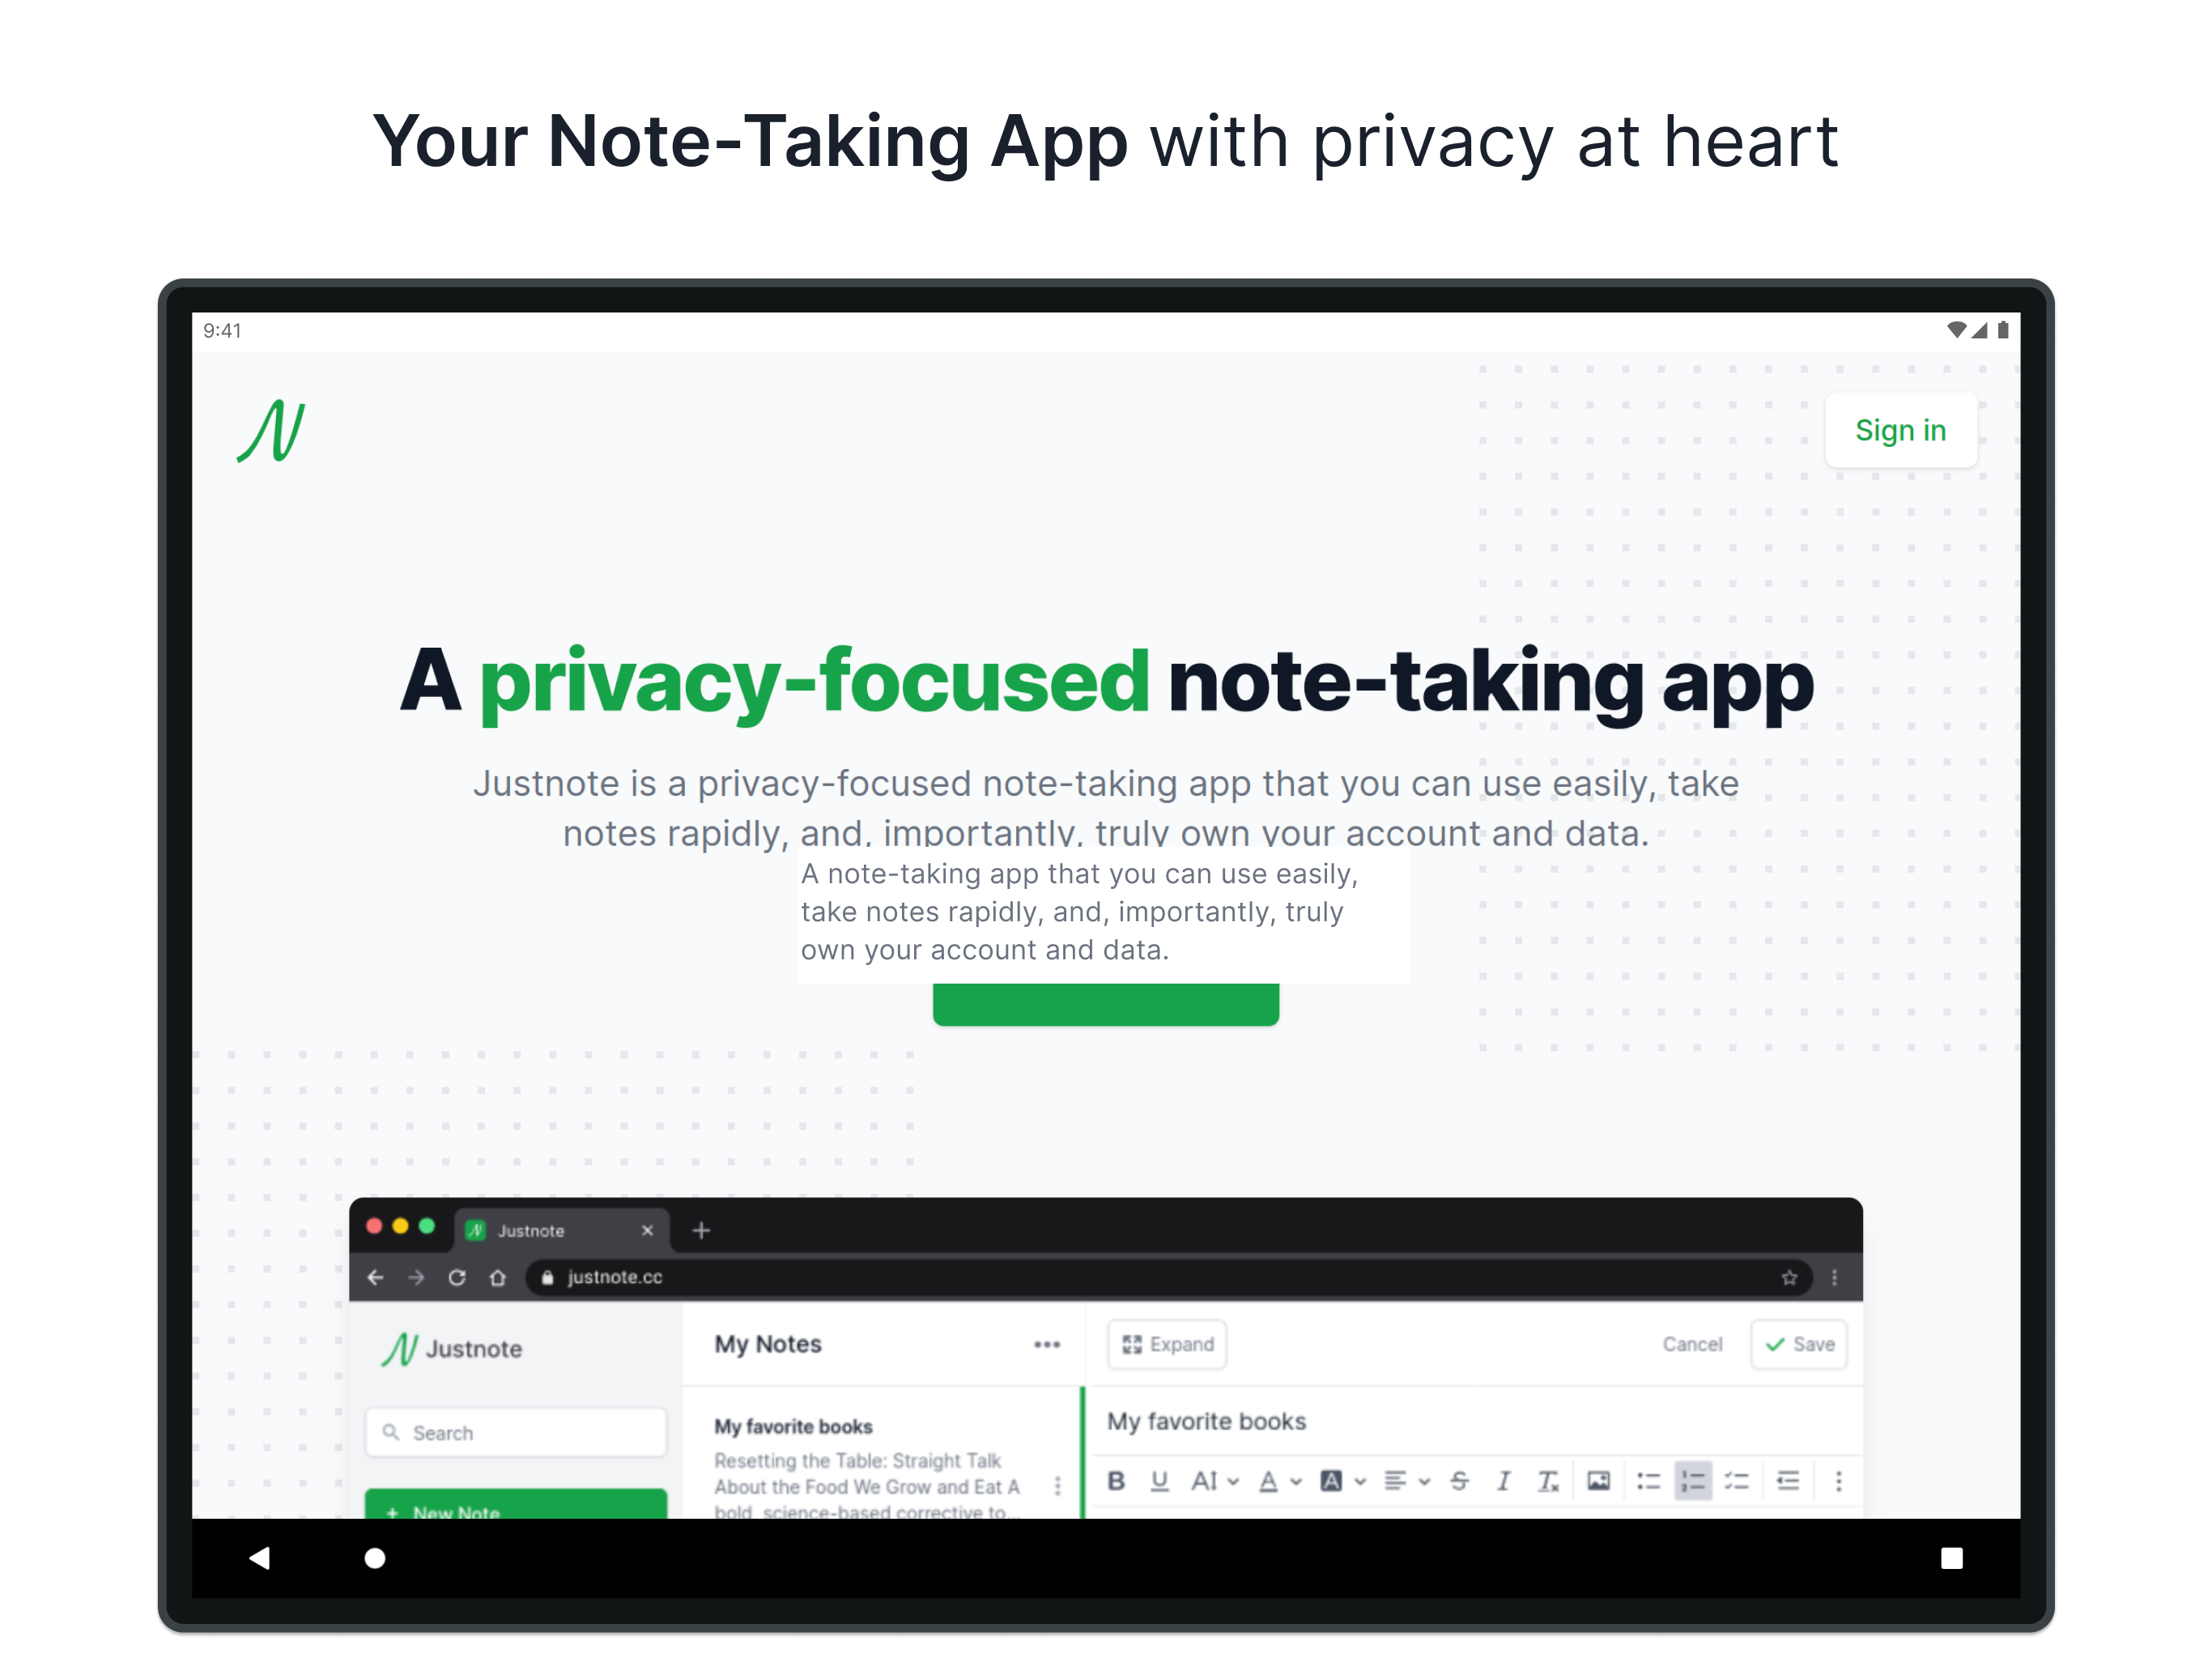 Your Note-Taking App with privacy at heart
9:41
Sign in
A privacy-focused note-taking app
Justnote is a privacy-focused note-taking app that you can use easily, take
notes rapidly, and, importantly, truly own your account and data.
A note-taking app that you can use easily,
take notes rapidly, and, importantly, truly
own your account and data.
Justnote
justnote.cc
Justnote
My Notes
Expand
Cancel
Save
Search
My favorite books
My favorite books
Resetting the Table: Straight Talk
About the Food We Grow and Eat A
bold, science-based corrective to...
+ New Note